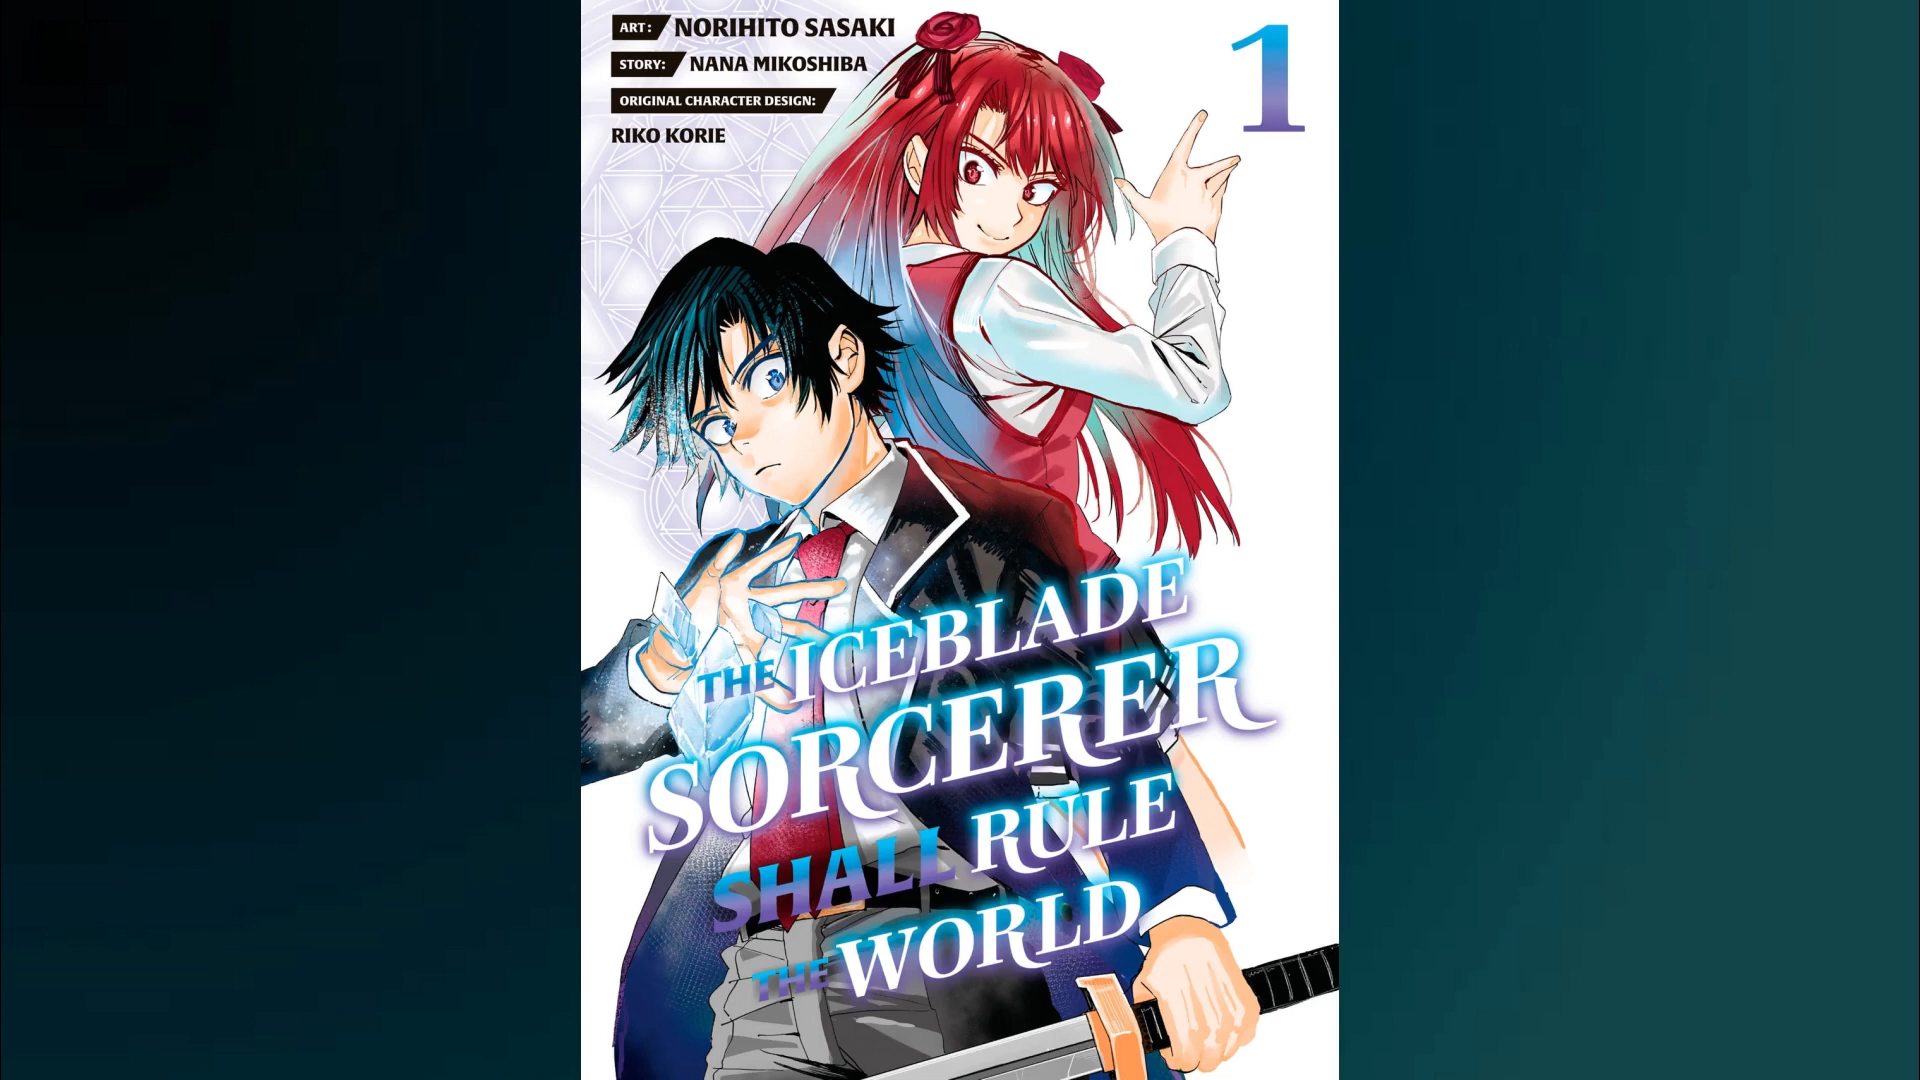 ART: NORIHITO SASAKI
STORY: NANA MIKOSHIBA
ORIGINAL CHARACTER DESIGN:
RIKO KORIE
1
THE ICEBLADE
SORCERER
SHALL RULE
THE WORLD